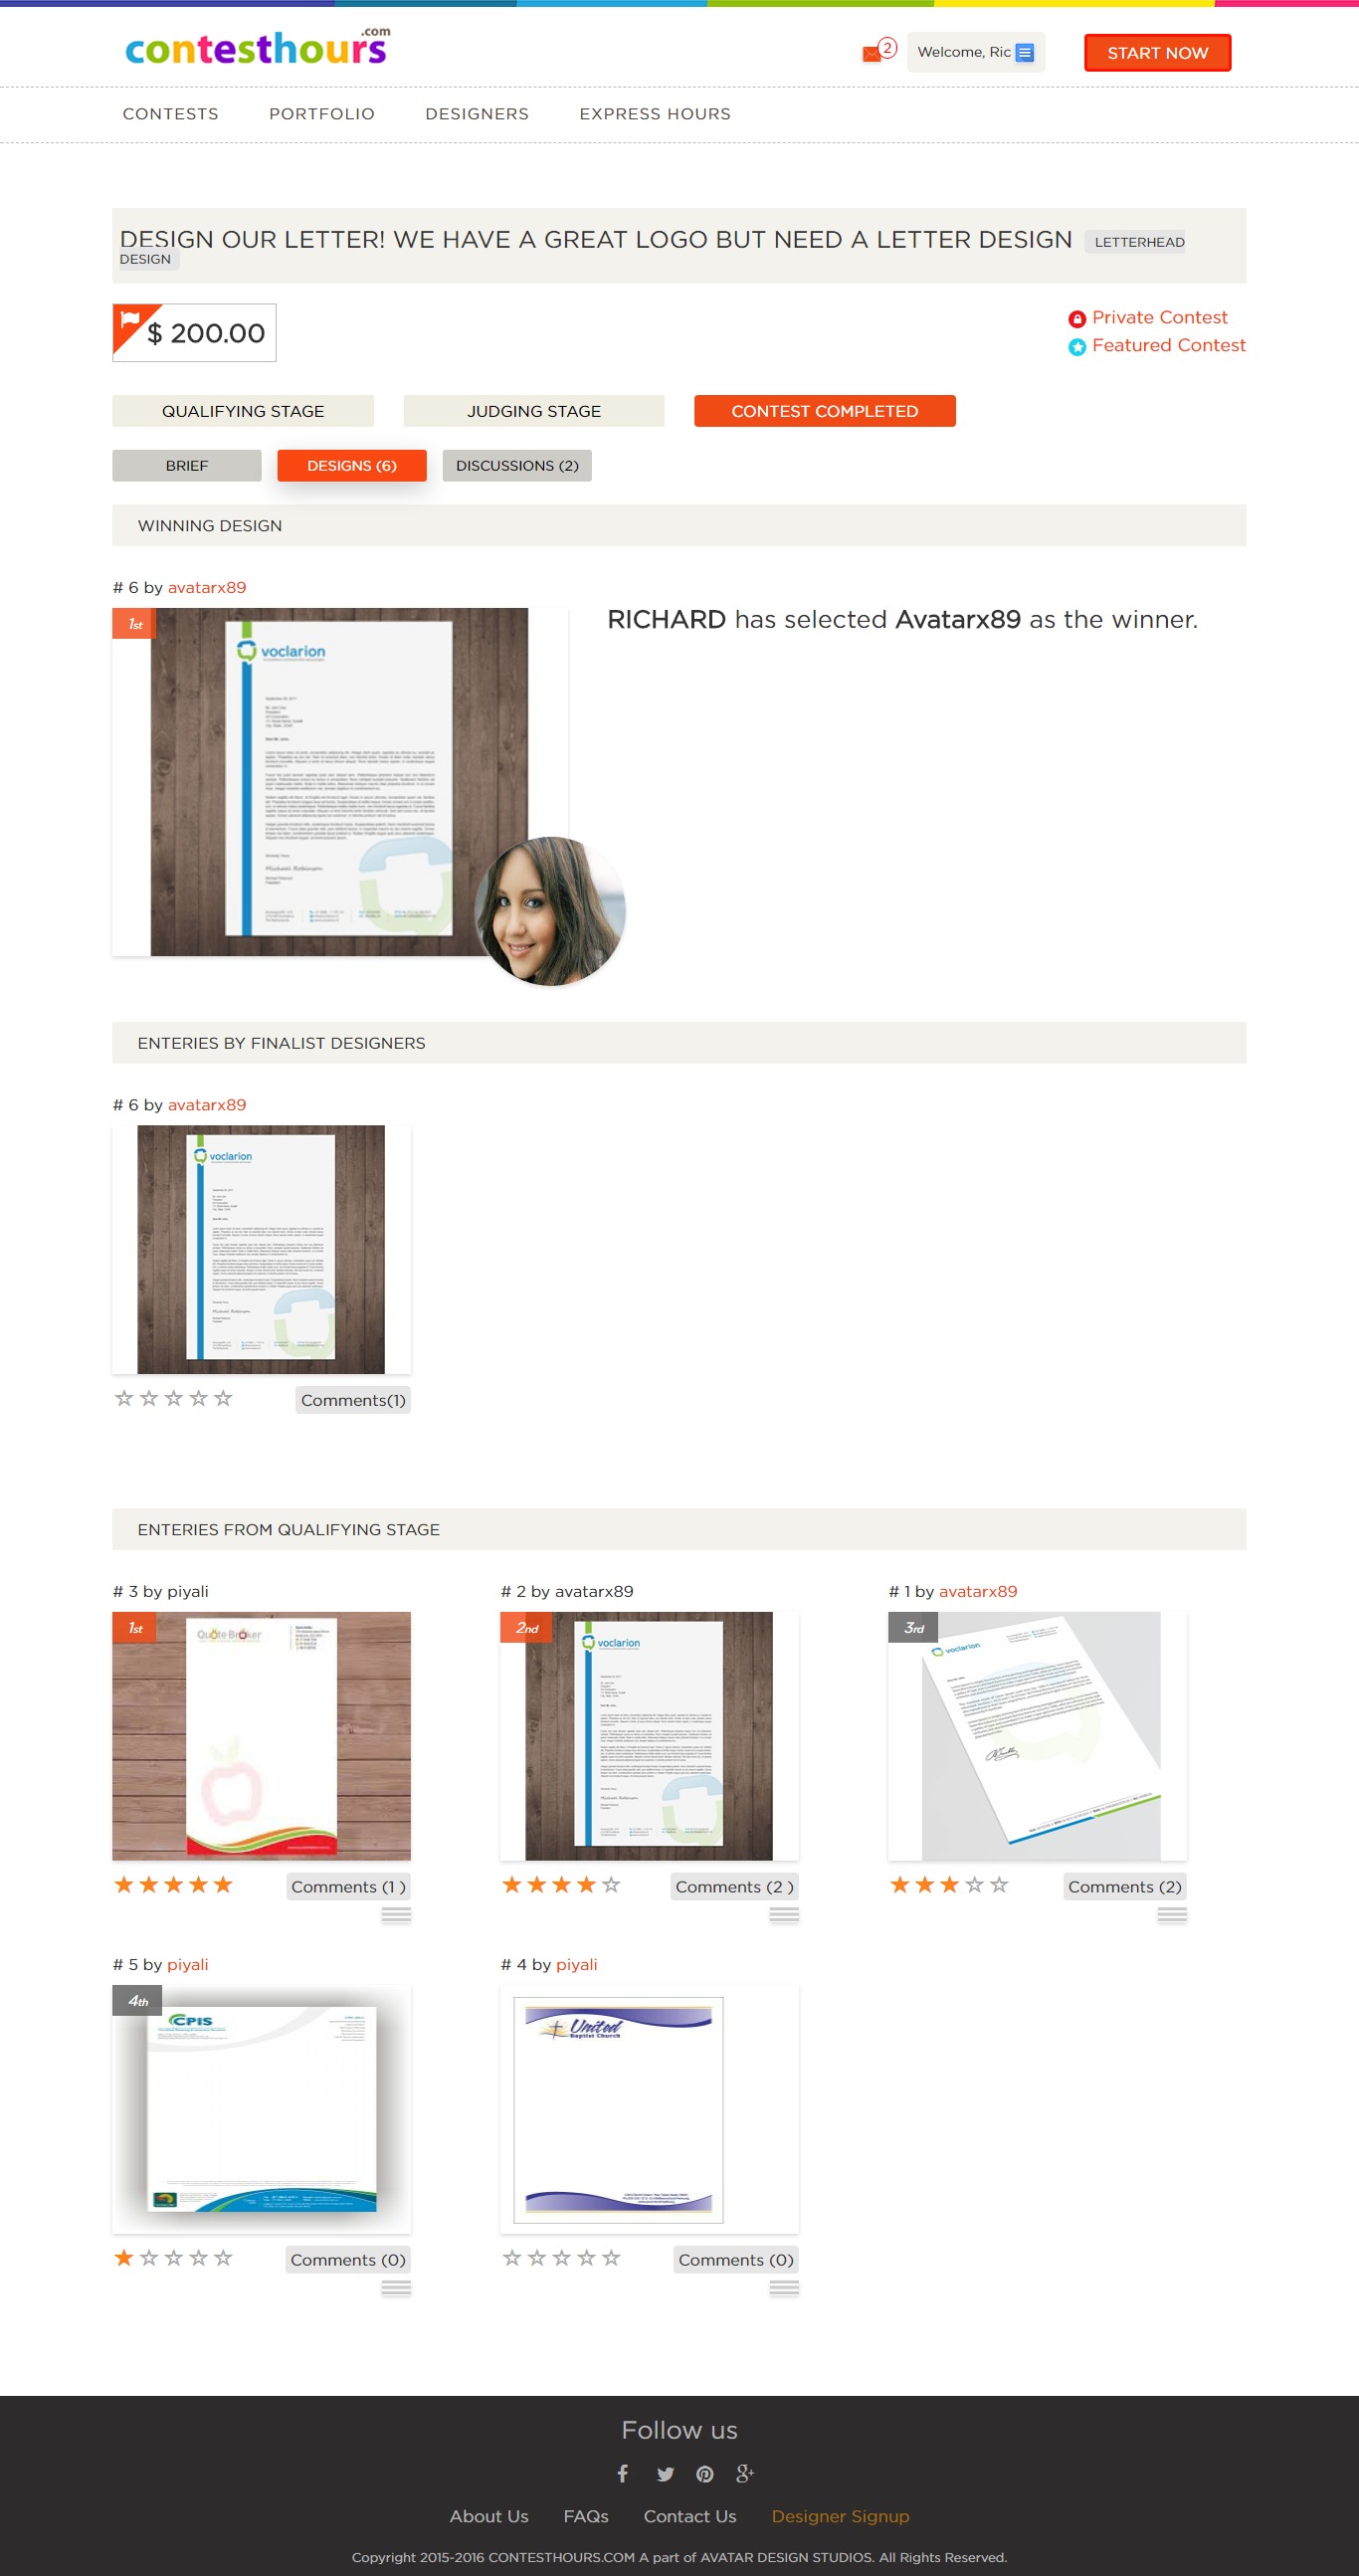 contesthours.com
2
Welcome, Ric
START NOW
CONTESTS PORTFOLIO DESIGNERS EXPRESS HOURS
DESIGN OUR LETTER! WE HAVE A GREAT LOGO BUT NEED A LETTER DESIGN LETTERHEAD
DESIGN
$ 200.00
Private Contest
Featured Contest
QUALIFYING STAGE JUDGING STAGE CONTEST COMPLETED
BRIEF DESIGNS (6) DISCUSSIONS (2)
WINNING DESIGN
# 6 by avatarx89
1st
voclarion
RICHARD has selected Avatarx89 as the winner.
ENTERIES BY FINALIST DESIGNERS
# 6 by avatarx89
voclarion
Comments(1)
ENTERIES FROM QUALIFYING STAGE
# 3 by piyali
1st
Quote Broker
Comments (1 )
# 2 by avatarx89
2nd
voclarion
Comments (2 )
# 1 by avatarx89
3rd
voclarion
Comments (2)
# 5 by piyali
4th
CPIS
Comments (0)
# 4 by piyali
United
Baptist Church
Comments (0)
Follow us
About Us FAQs Contact Us Designer Signup
Copyright 2015-2016 CONTESTHOURS.COM A part of AVATAR DESIGN STUDIOS. All Rights Reserved.